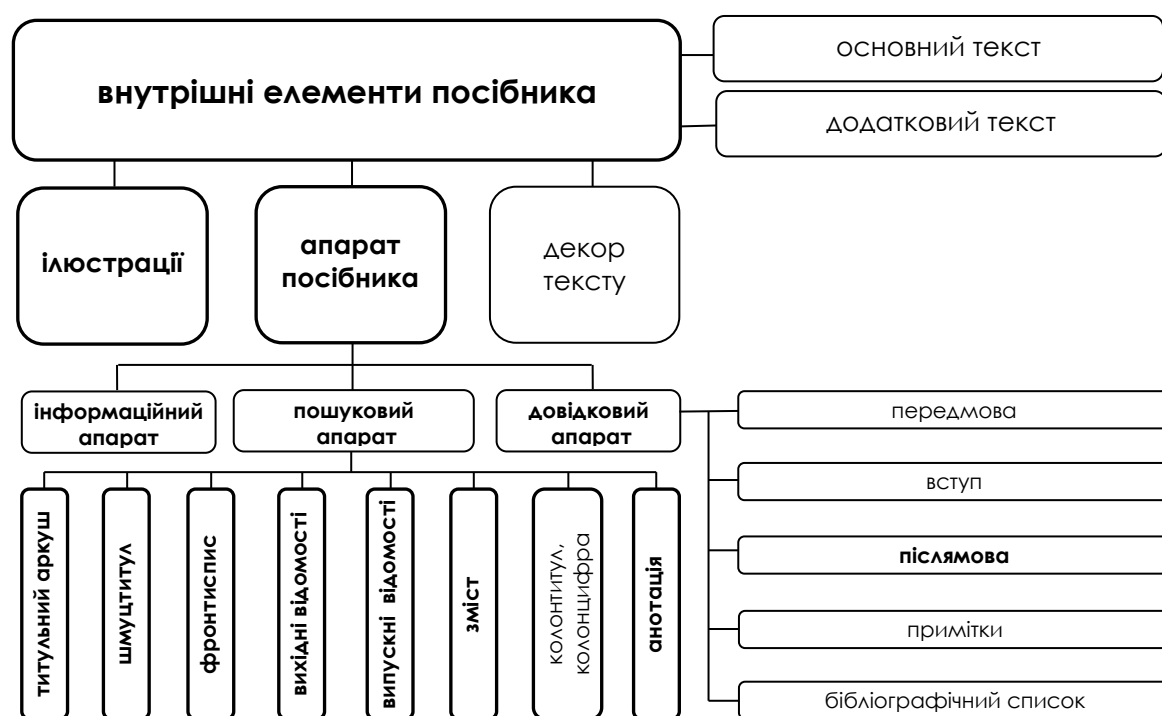 основний текст
внутрішні елементи посібника
додатковий текст
ілюстрації
апарат
посібника
декор
тексту
інформаційний
апарат
пошуковий
апарат
довідковий
апарат
передмова
вступ
післямова
примітки
бібліографічний список
титульний аркуш
шмуцтитул
фронтиспис
вихідні відомості
випускні відомості
зміст
колонтитул,
колонцифра
анотація